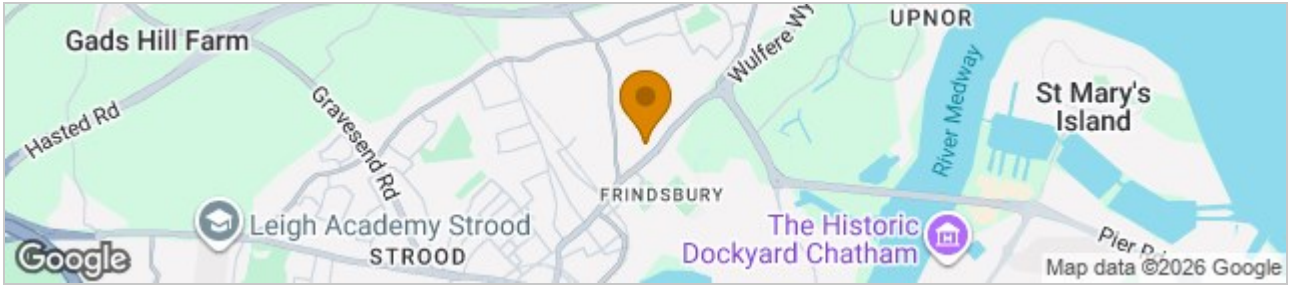 UPNOR
Gads Hill Farm
Wulfere Wy
River Medway
St Mary's
Island
Hasted Rd
Gravesend Rd
FRINDSBURY
Leigh Academy Strood
STROOD
The Historic
Dockyard Chatham
Pier Rd
Google
Map data ©2026 Google